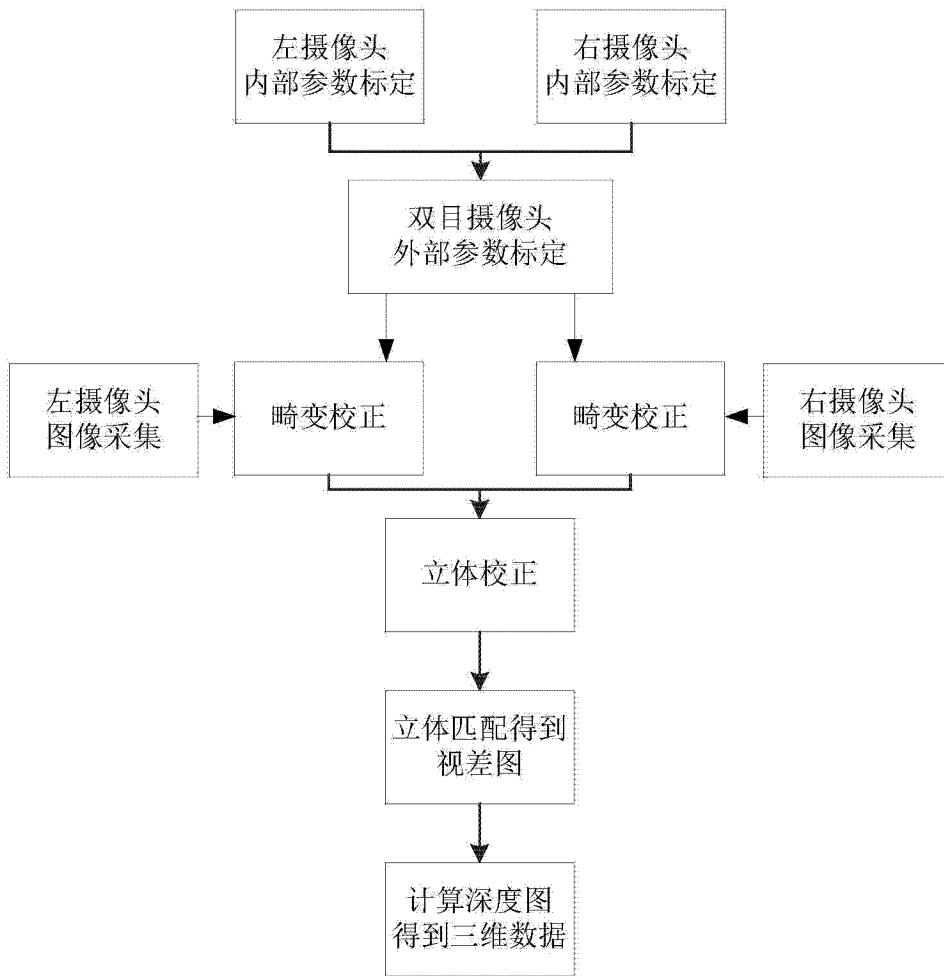 左摄像头
内部参数标定
右摄像头
内部参数标定
双目摄像头
外部参数标定
左摄像头
图像采集
畸变校正
畸变校正
右摄像头
图像采集
立体校正
立体匹配得到
视差图
计算深度图
得到三维数据